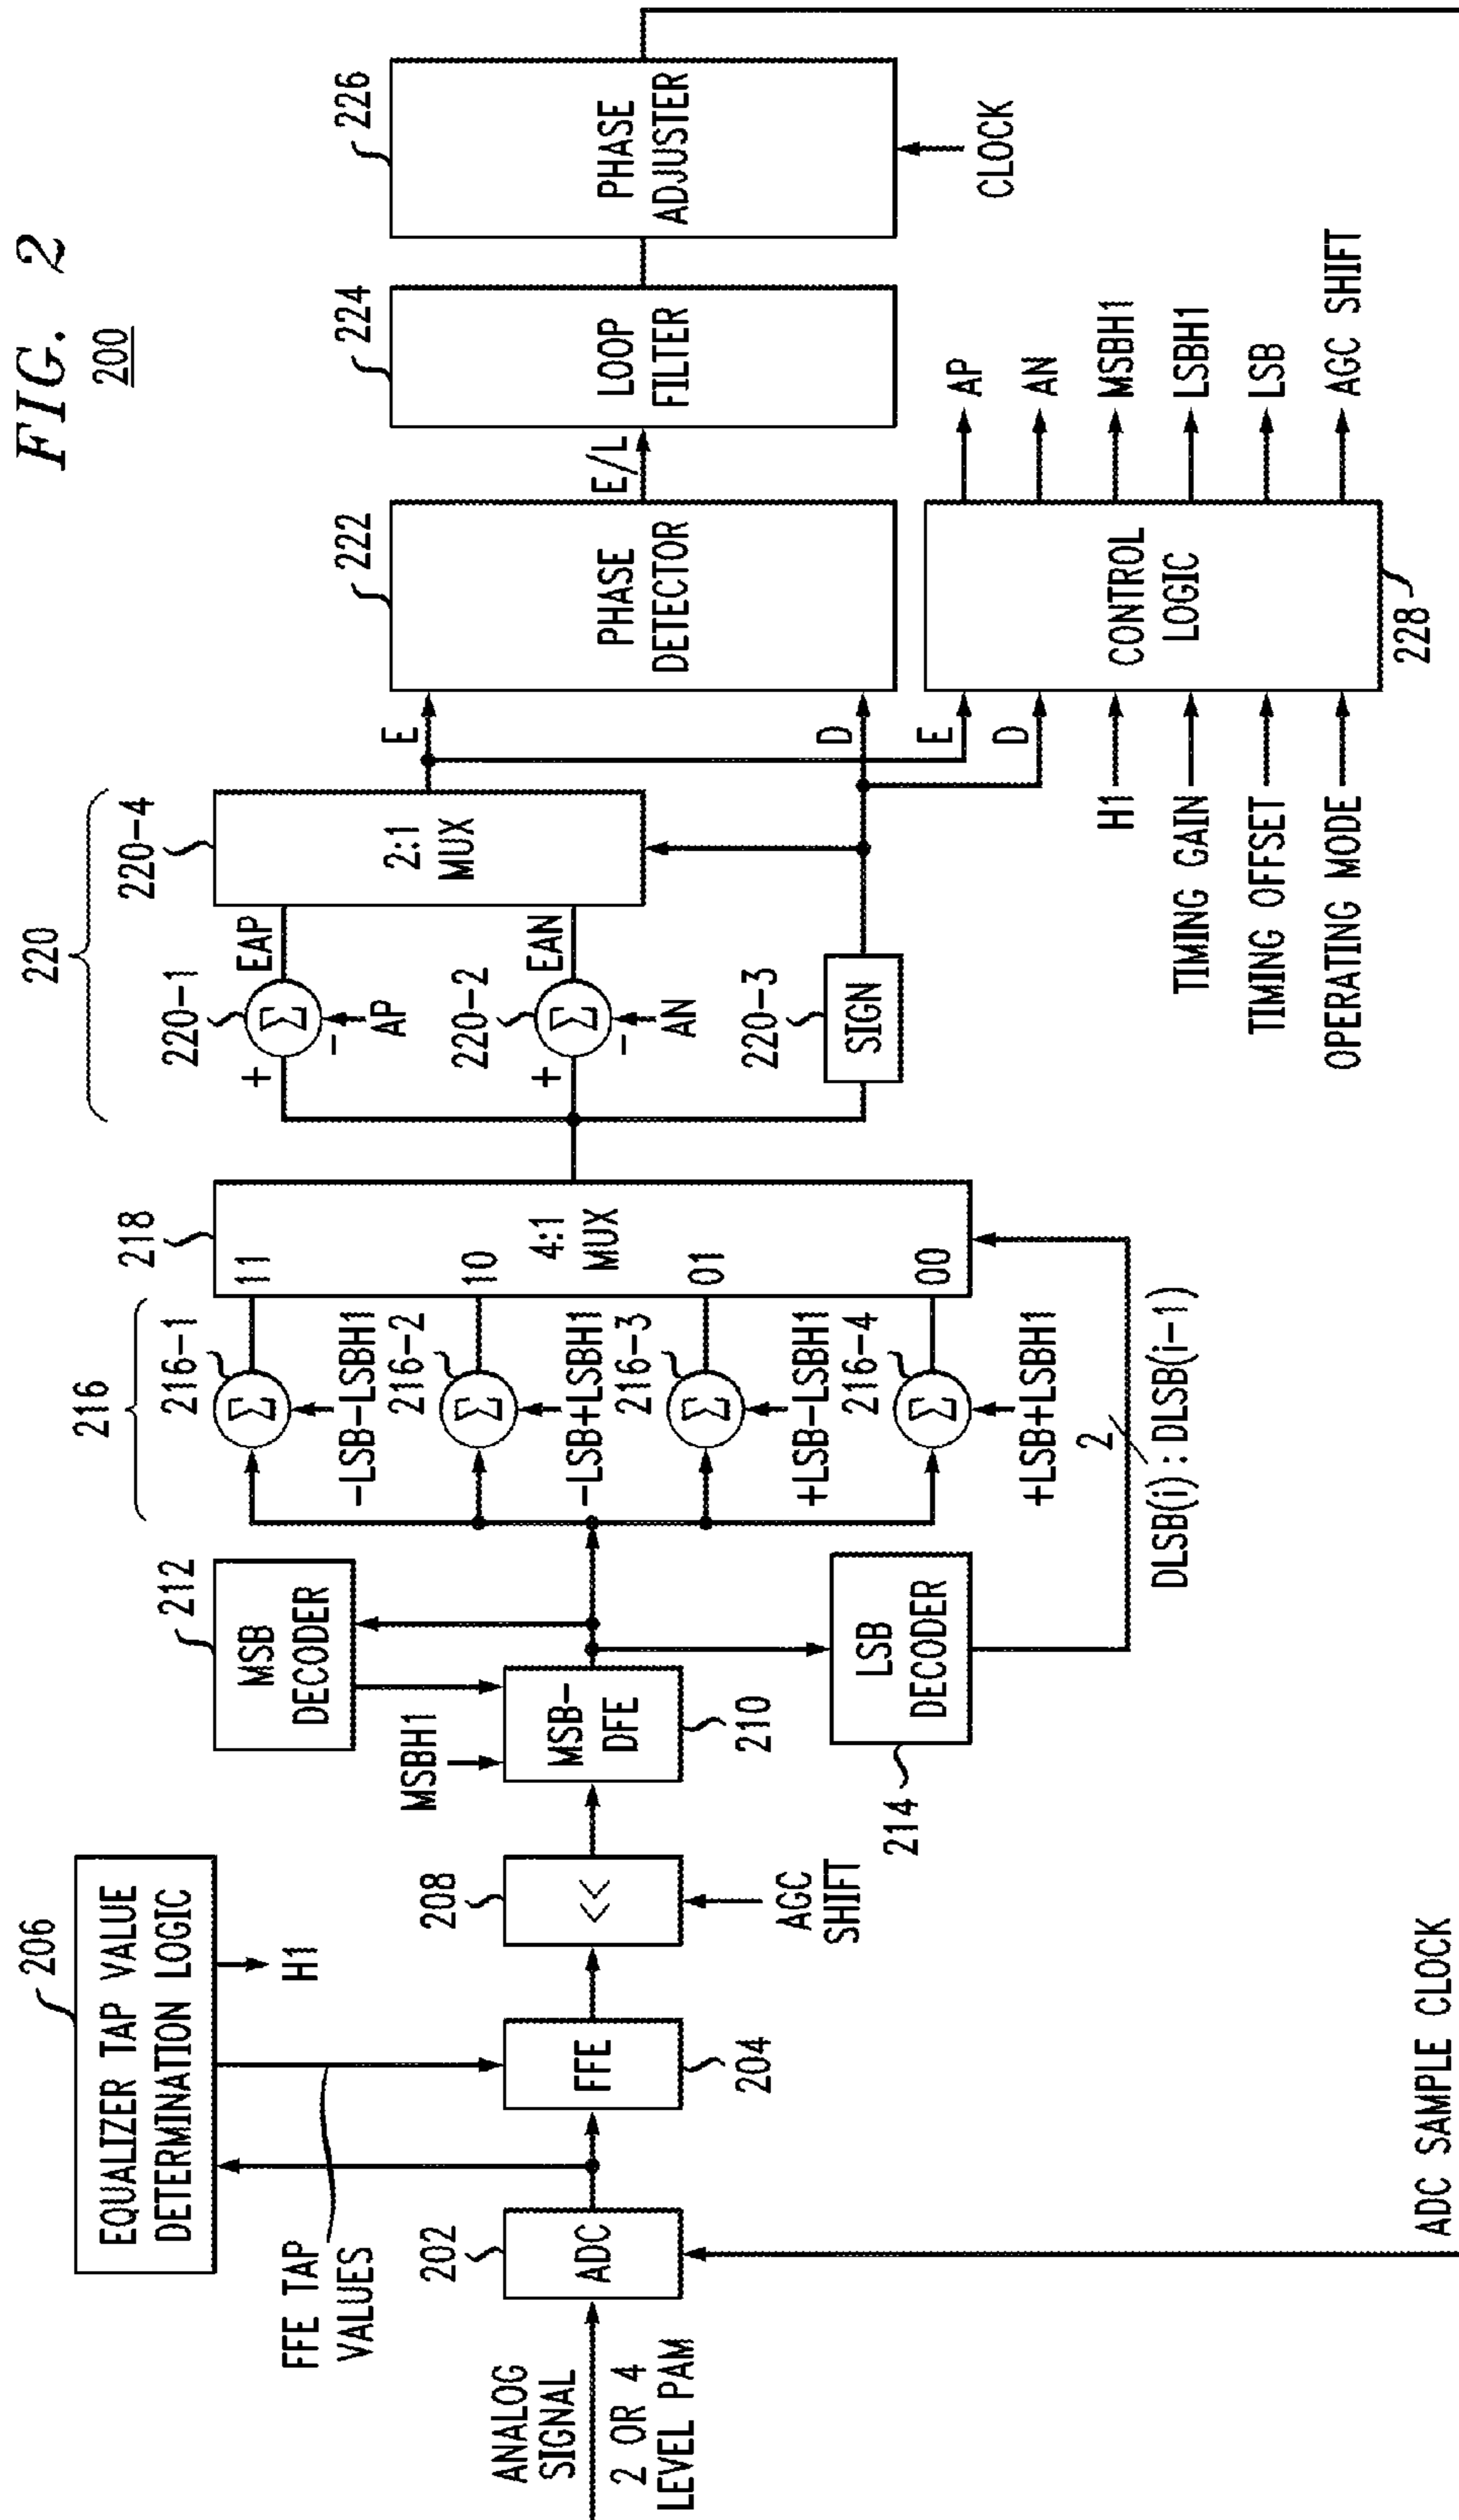 FIG. 2
200
206
EQUALIZER TAP VALUE
DETERMINATION LOGIC
H1
FFE TAP
VALUES
ANALOG
SIGNAL
2 OR 4
LEVEL PAM
202
ADC
FFE
204
208
<<
AGC
SHIFT
MSBH1
MSB-
DFE
210
212
MSB
DECODER
LSB
DECODER
214
216
216-1
Σ
-LSB-LSBH1
216-2
Σ
-LSB+LSBH1
216-3
Σ
+LSB-LSBH1
216-4
Σ
+LSB+LSBH1
2
DLSB(i):DLSB(i-1)
218
11
10
01
00
4:1
MUX
220
220-1
+
Σ
-
AP
EAP
220-2
+
Σ
-
AN
EAN
220-3
SIGN
220-4
2:1
MUX
E
D
E
D
222
PHASE
DETECTOR
E/L
224
LOOP
FILTER
226
PHASE
ADJUSTER
CLOCK
H1
TIMING GAIN
TIMING OFFSET
OPERATING MODE
CONTROL
LOGIC
228
AP
AN
MSBH1
LSBH1
LSB
AGC SHIFT
ADC SAMPLE CLOCK